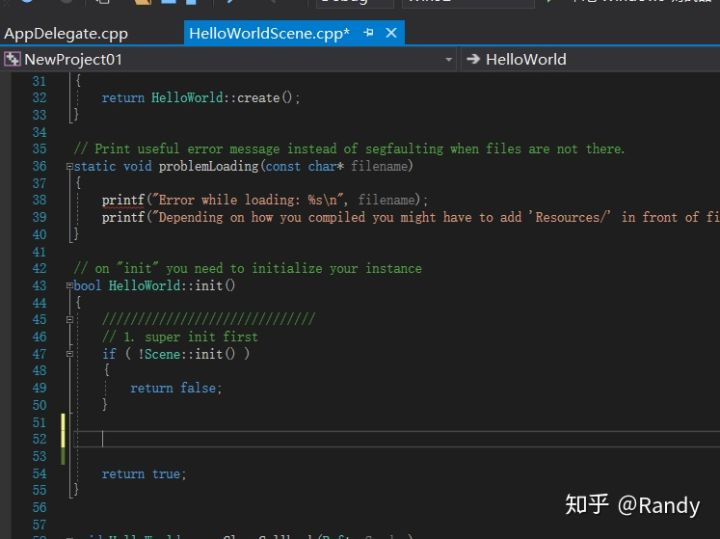 AppDelegate.cpp HelloWorldScene.cpp*
NewProject01 HelloWorld
31 {
32 return HelloWorld::create();
33 }
34
35 // Print useful error message instead of segfaulting when files are not there.
36 static void problemLoading(const char* filename)
37 {
38 printf("Error while loading: %s\n", filename);
39 printf("Depending on how you compiled you might have to add 'Resources/' in front of fi
40 }
41
42 // on "init" you need to initialize your instance
43 bool HelloWorld::init()
44 {
45 //////////////////////////////
46 // 1. super init first
47 if ( !Scene::init() )
48 {
49 return false;
50 }
51
52
53
54 return true;
55 }
56
57
知乎 @Randy